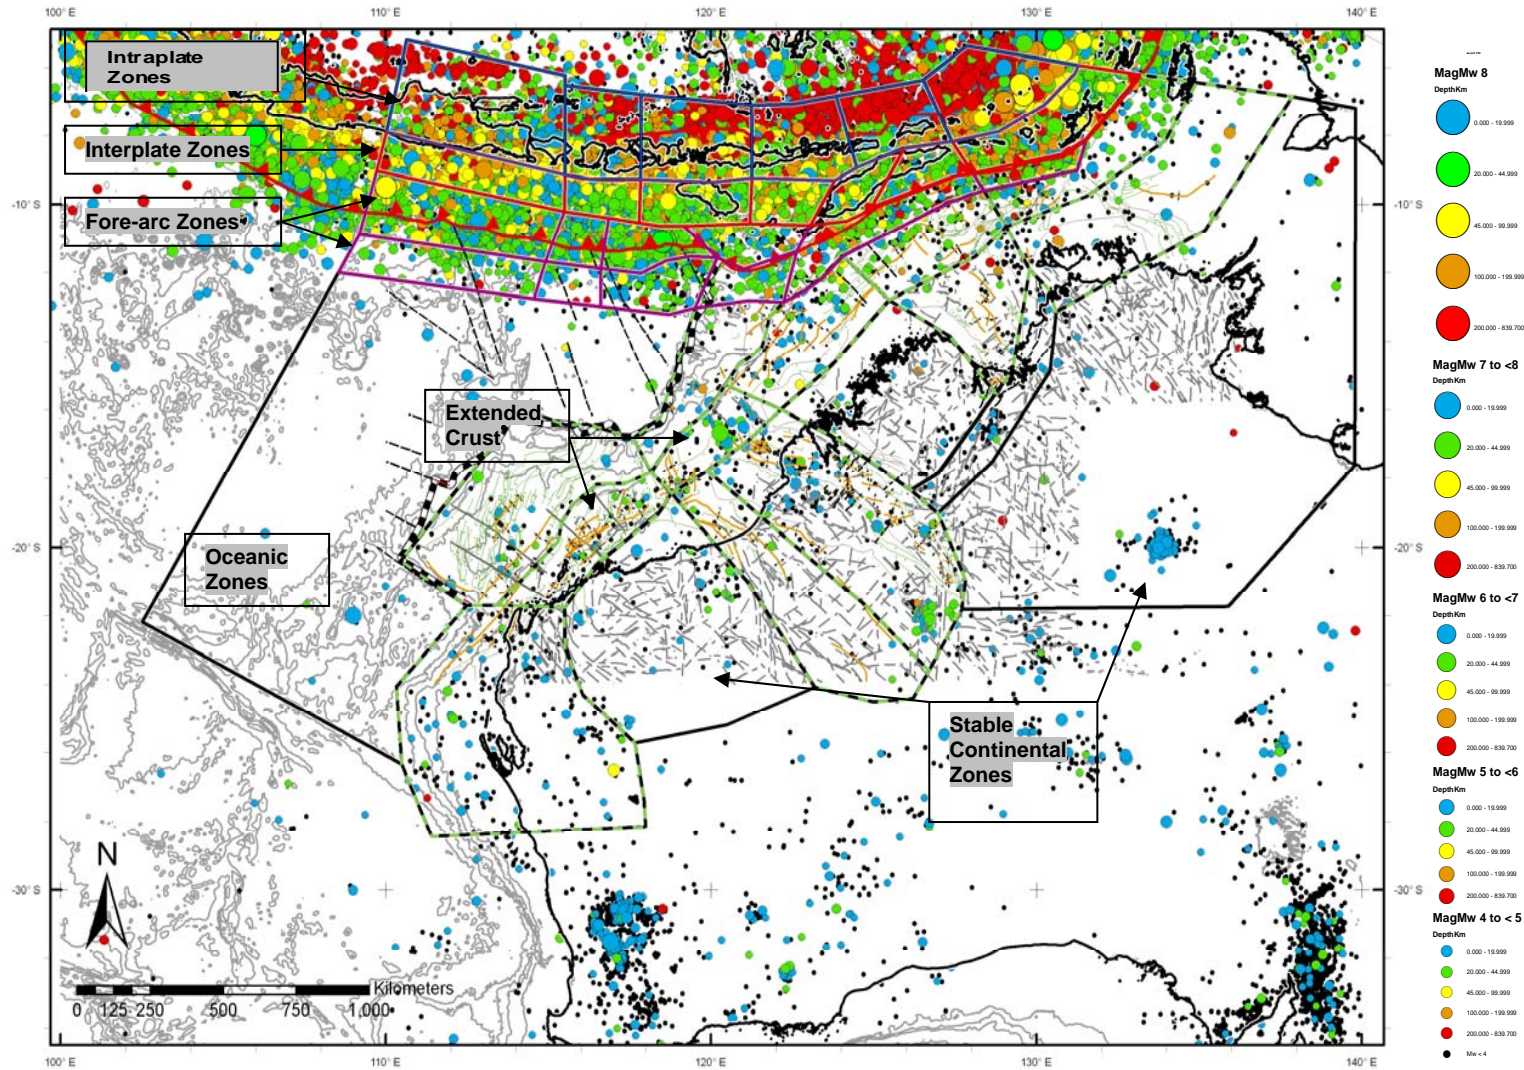 100° E
110° E
120° E
130° E
140° E
Intraplate
Zones
Interplate Zones
-10° S
Fore-arc Zones
-10° S
Extended
Crust
-20° S
Oceanic
Zones
-20° S
Stable
Continental
Zones
N
-30° S
-30° S
Kilometers
0 125 250 500 750 1.000
100° E
110° E
120° E
130° E
140° E
MagMw 8
DepthKm
0.000 - 19.999
20.000 - 44.999
45.000 - 99.999
100.000 - 199.999
200.000 - 839.700
MagMw 7 to <8
DepthKm
0.000 - 19.999
20.000 - 44.999
45.000 - 99.999
100.000 - 199.999
200.000 - 839.700
MagMw 6 to <7
DepthKm
0.000 - 19.999
20.000 - 44.999
45.000 - 99.999
100.000 - 199.999
200.000 - 839.700
MagMw 5 to <6
DepthKm
0.000 - 19.999
20.000 - 44.999
45.000 - 99.999
100.000 - 199.999
200.000 - 839.700
MagMw 4 to < 5
DepthKm
0.000 - 19.999
20.000 - 44.999
45.000 - 99.999
100.000 - 199.999
200.000 - 839.700
Mw < 4